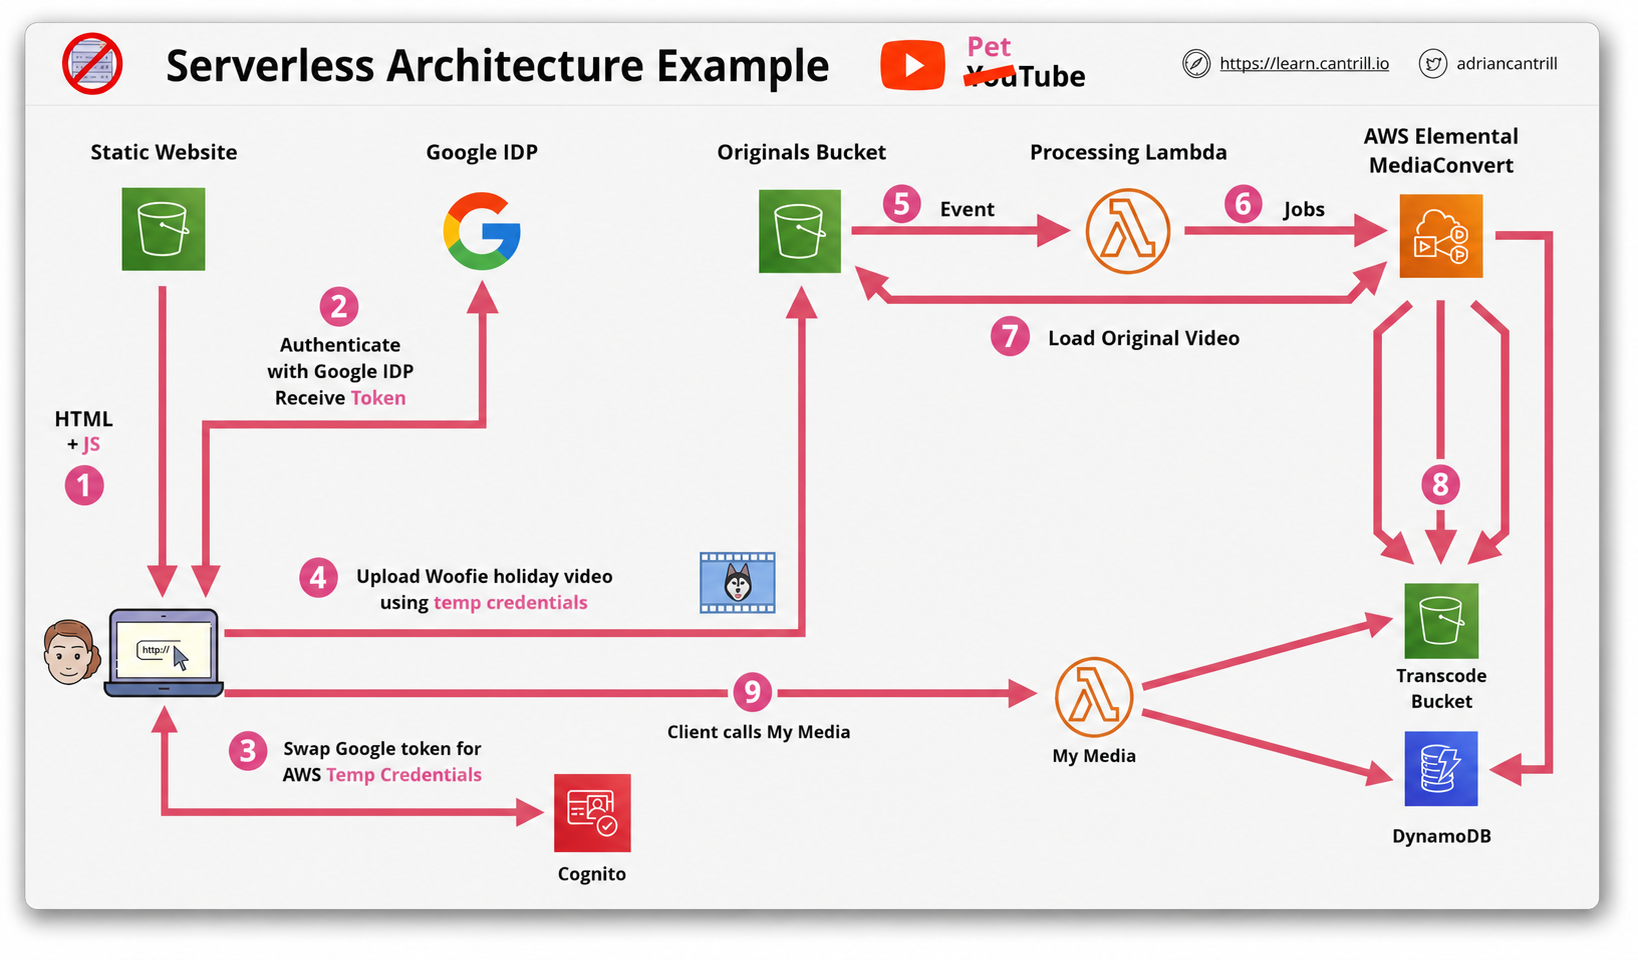 Serverless Architecture Example
Pet
YouTube
https://learn.cantrill.io
adriancantrill
Static Website
Google IDP
Originals Bucket
Processing Lambda
AWS Elemental
MediaConvert
5
Event
6
Jobs
2
Authenticate
with Google IDP
Receive Token
7
Load Original Video
HTML
+ JS
1
8
4
Upload Woofie holiday video
using temp credentials
http://
Transcode
Bucket
9
Client calls My Media
My Media
3
Swap Google token for
AWS Temp Credentials
DynamoDB
Cognito